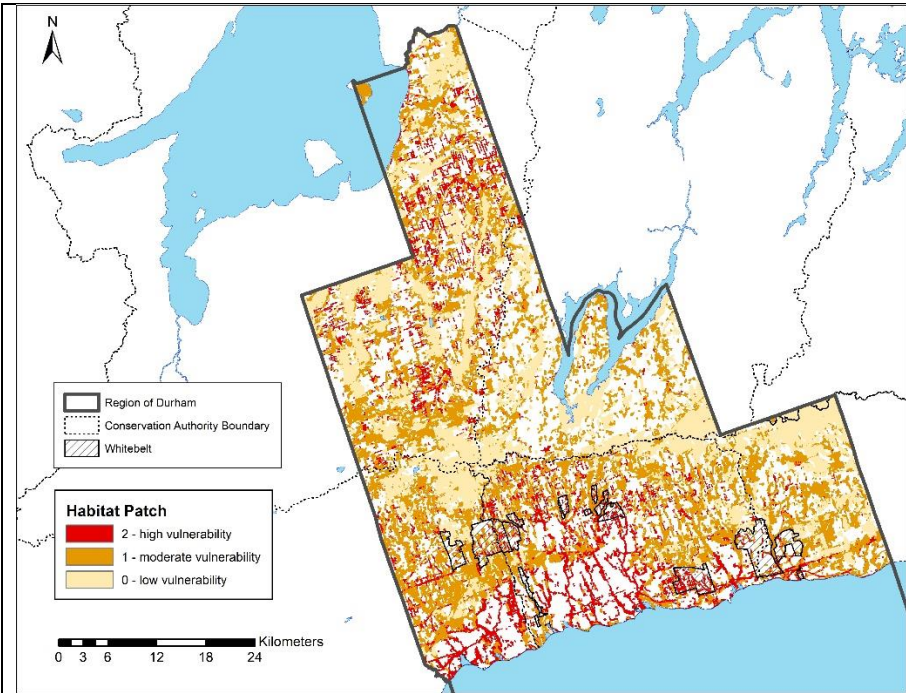 N
Region of Durham
Conservation Authority Boundary
Whitebelt
Habitat Patch
2 - high vulnerability
1 - moderate vulnerability
0 - low vulnerability
Kilometers
0 3 6 12 18 24